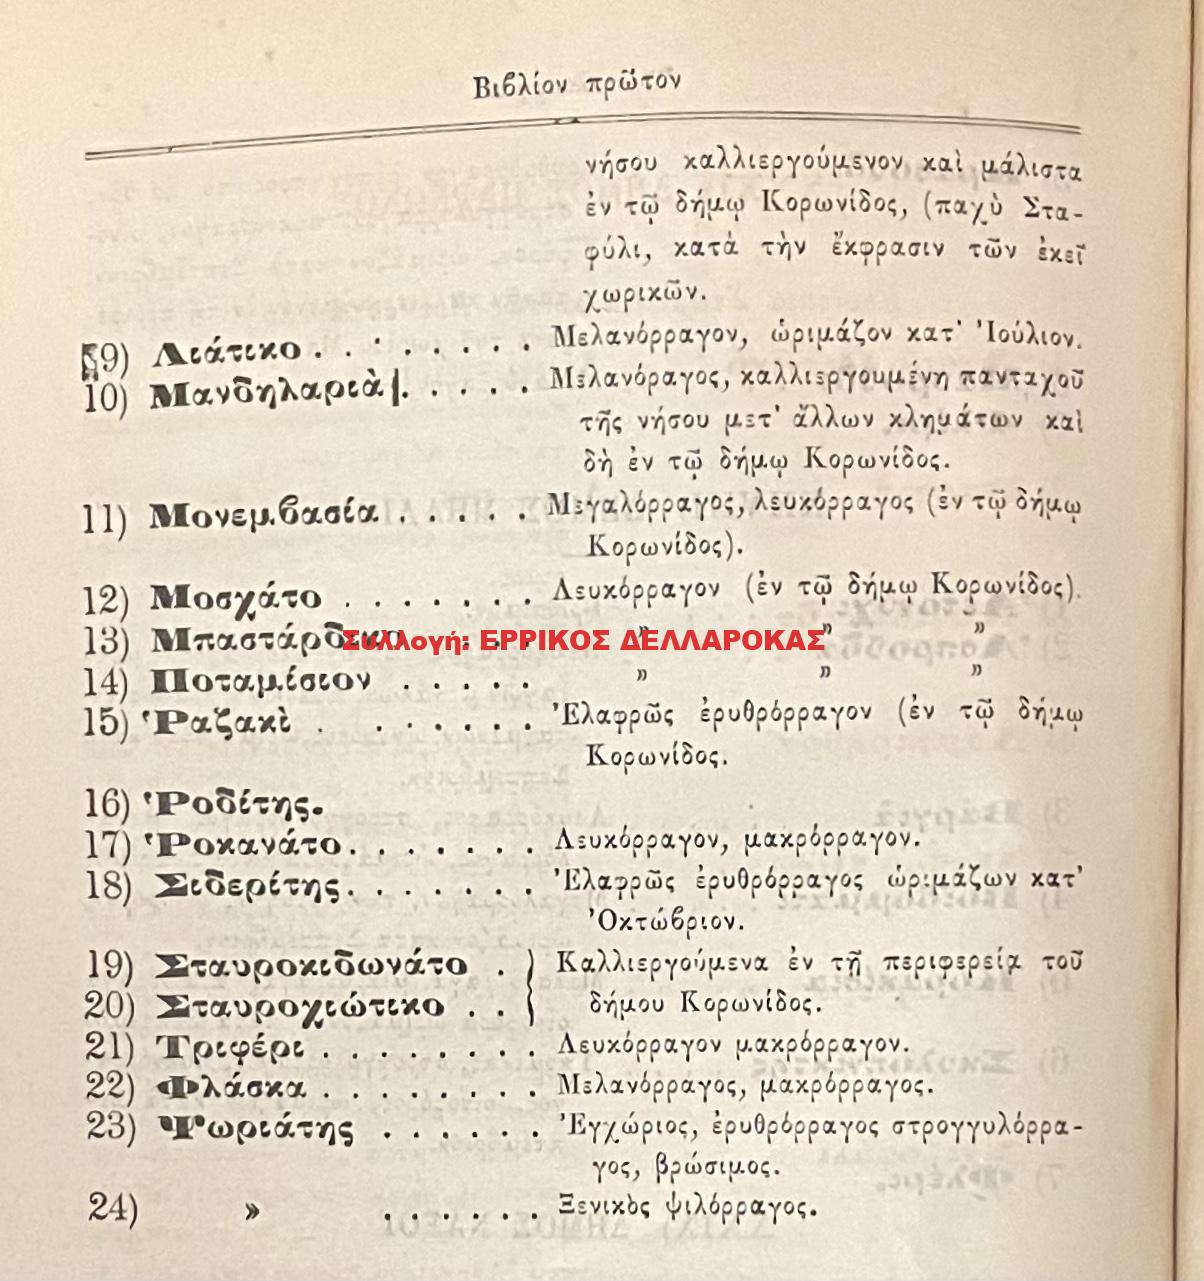 Βιβλίον πρῶτον
νήσου καλλιεργούμενον καὶ μάλιστα
ἐν τῷ δήμῳ Κορωνίδος, (παχὺ Στα-
φύλι, κατὰ τὴν ἔκφρασιν τῶν ἐκεῖ
χωρικῶν.
9) Λιάτικο . . . . . . . . Μελανόρραγον, ὡριμάζον κατ' Ἰούλιον.
10) Μανδηλαριὰ . . . . Μελανόραγος, καλλιεργουμένη πανταχοῦ
τῆς νήσου μετ' ἄλλων κλημάτων καὶ
δὴ ἐν τῷ δήμῳ Κορωνίδος.
11) Μονεμβασία . . . . . Μεγαλόρραγος, λευκόρραγος (ἐν τῷ δήμῳ
Κορωνίδος).
12) Μοσχάτο . . . . . . . Λευκόρραγον (ἐν τῷ δήμῳ Κορωνίδος).
13) Μπαστάρδικο . . . » » »
Συλλογή: ΕΡΡΙΚΟΣ ΔΕΛΛΑΡΟΚΑΣ
14) Ποταμίσιον . . . . . » » »
15) Ῥαζακὶ . . . . . . . Ἐλαφρῶς ἐρυθρόρραγον (ἐν τῷ δήμῳ
Κορωνίδος.
16) Ῥοδίτης.
17) Ῥοκανάτο . . . . . . . Λευκόρραγον, μακρόρραγον.
18) Σιδερίτης . . . . . . . Ἐλαφρῶς ἐρυθρόρραγος ὡριμάζων κατ'
Ὀκτώβριον.
19) Σταυροκιδωνάτο . } Καλλιεργούμενα ἐν τῇ περιφερείᾳ τοῦ
20) Σταυροχιώτικο . . } δήμου Κορωνίδος.
21) Τριφέρι . . . . . . . . Λευκόρραγον μακρόρραγον.
22) Φλάσκα . . . . . . . . Μελανόρραγος, μακρόρραγος.
23) Ψωριάτης . . . . . . Ἐγχώριος, ἐρυθρόρραγος στρογγυλόρρα-
γος, βρώσιμος.
24) » . . . . . . Ξενικὸς ψιλόρραγος.